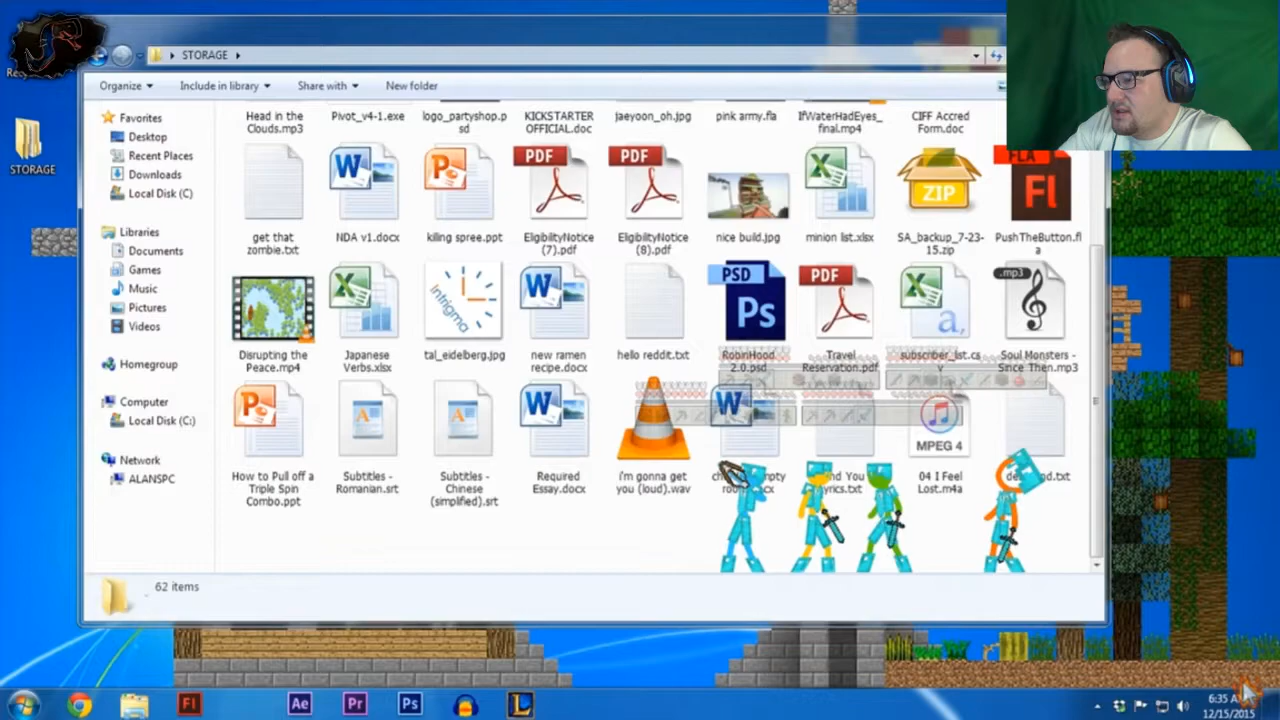 STORAGE
Organize
Include in library
Share with
New folder
STORAGE
Favorites
Desktop
Recent Places
Downloads
Local Disk (C)
Libraries
Documents
Games
Music
Pictures
Videos
Homegroup
Computer
Local Disk (C:)
Network
ALANSPC
Head in the
Clouds.mp3
Pivot_v4-1.exe
logo_partyshop.p
sd
KICKSTARTER
OFFICIAL.doc
jaeyoon_oh.jpg
pink army.fla
IfWaterHadEyes_
final.mp4
CIFF Accred
Form.doc
W
P
PDF
PDF
X
ZIP
FLA
Fl
get that
zombie.txt
NDA v1.docx
kiling spree.ppt
EligibilityNotice
(7).pdf
EligibilityNotice
(8).pdf
nice build.jpg
minion list.xlsx
SA_backup_7-23-
15.zip
PushTheButton.fl
a
X
Intrigma
W
PSD
Ps
PDF
X
a,
.mp3
Disrupting the
Peace.mp4
Japanese
Verbs.xlsx
tal_eidelberg.jpg
new ramen
recipe.docx
hello reddit.txt
RobinHood
2.0.psd
Travel
Reservation.pdf
subscriber_list.cs
v
Soul Monsters -
Since Then.mp3
P
A
A
W
W
MPEG 4
How to Pull off a
Triple Spin
Combo.ppt
Subtitles -
Romanian.srt
Subtitles -
Chinese
(simplified).srt
Required
Essay.docx
i'm gonna get
you (loud).wav
04 I Feel
Lost.m4a
62 items
Fl
Ae
Pr
Ps
L
6:35
12/15/2015